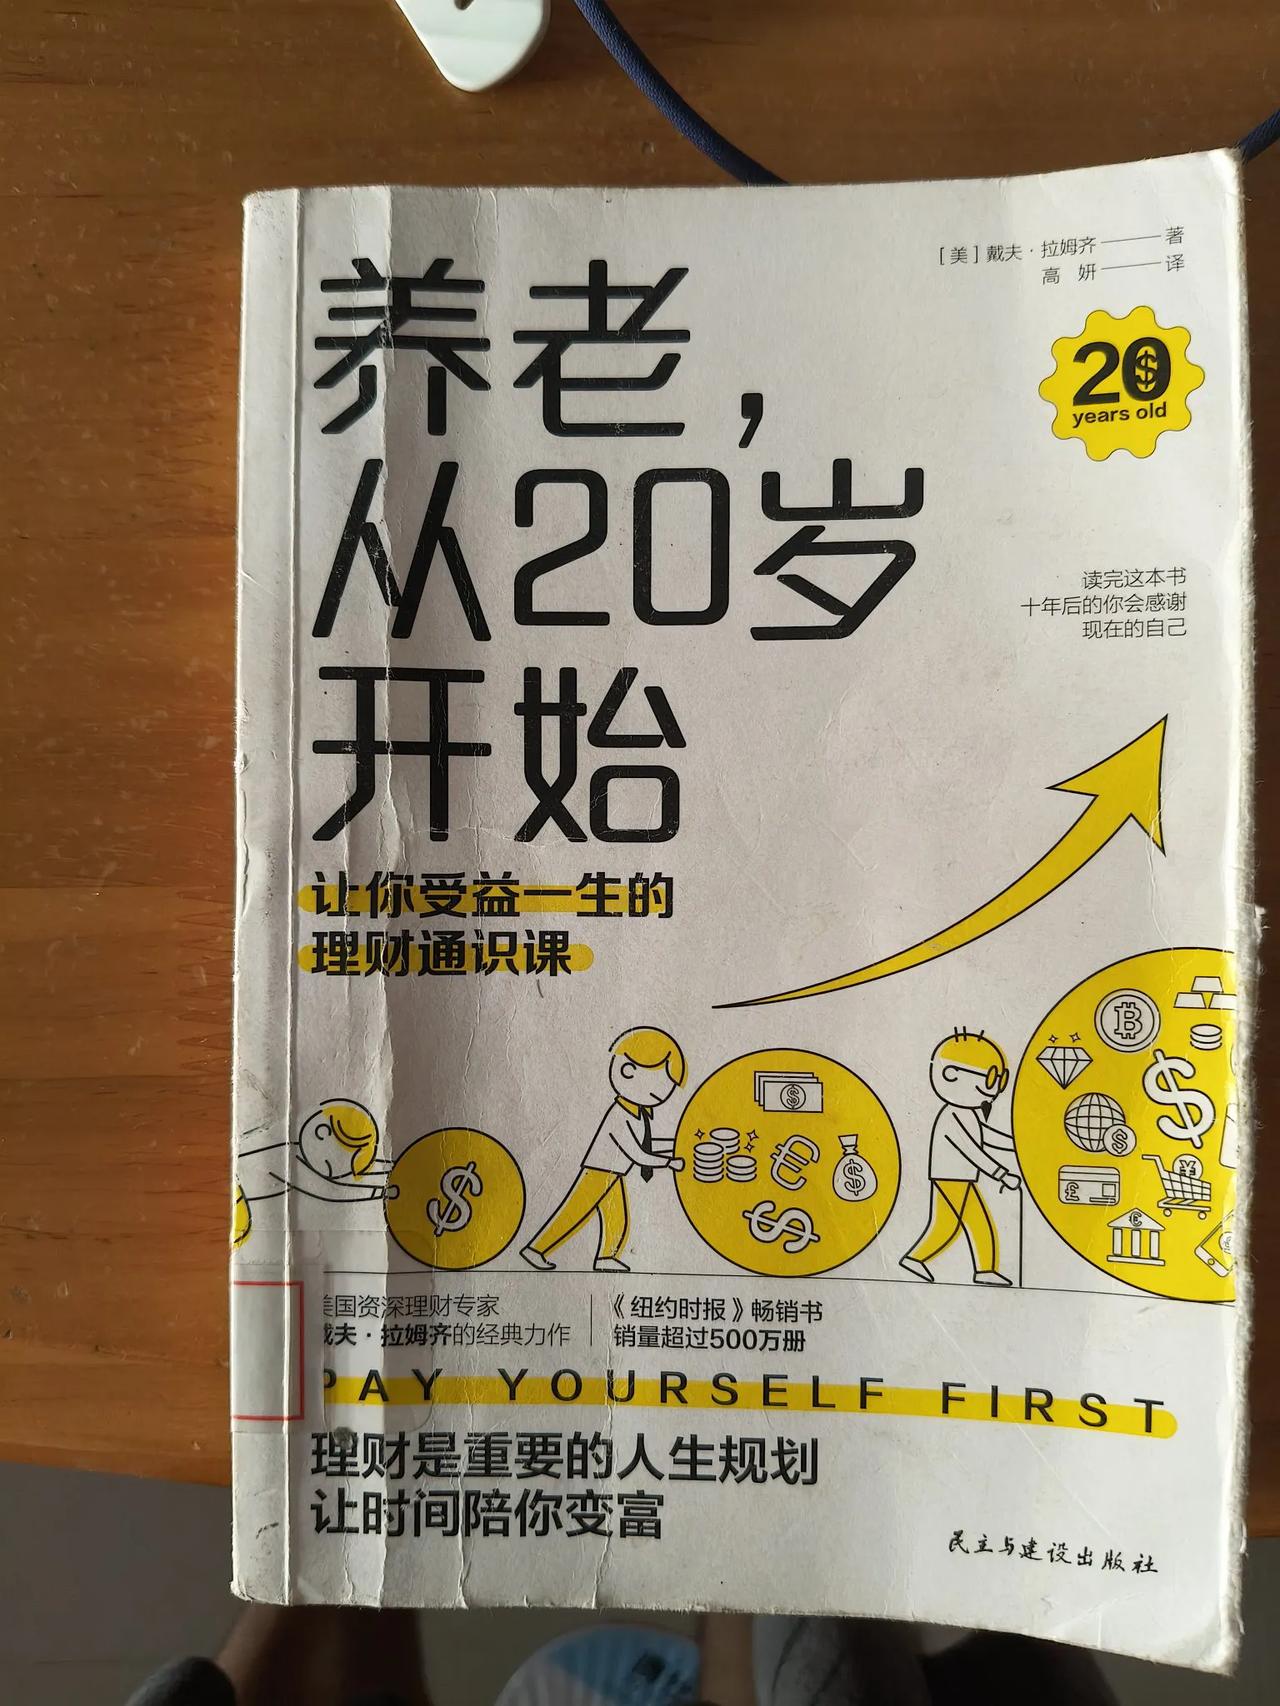 [美]戴夫·拉姆齐——著
高 妍——译
养老，
从20岁
开始
20
years old
读完这本书
十年后的你会感谢
现在的自己
让你受益一生的
理财通识课
美国资深理财专家
戴夫·拉姆齐的经典力作
《纽约时报》畅销书
销量超过500万册
PAY YOURSELF FIRST
理财是重要的人生规划
让时间陪你变富
民主与建设出版社